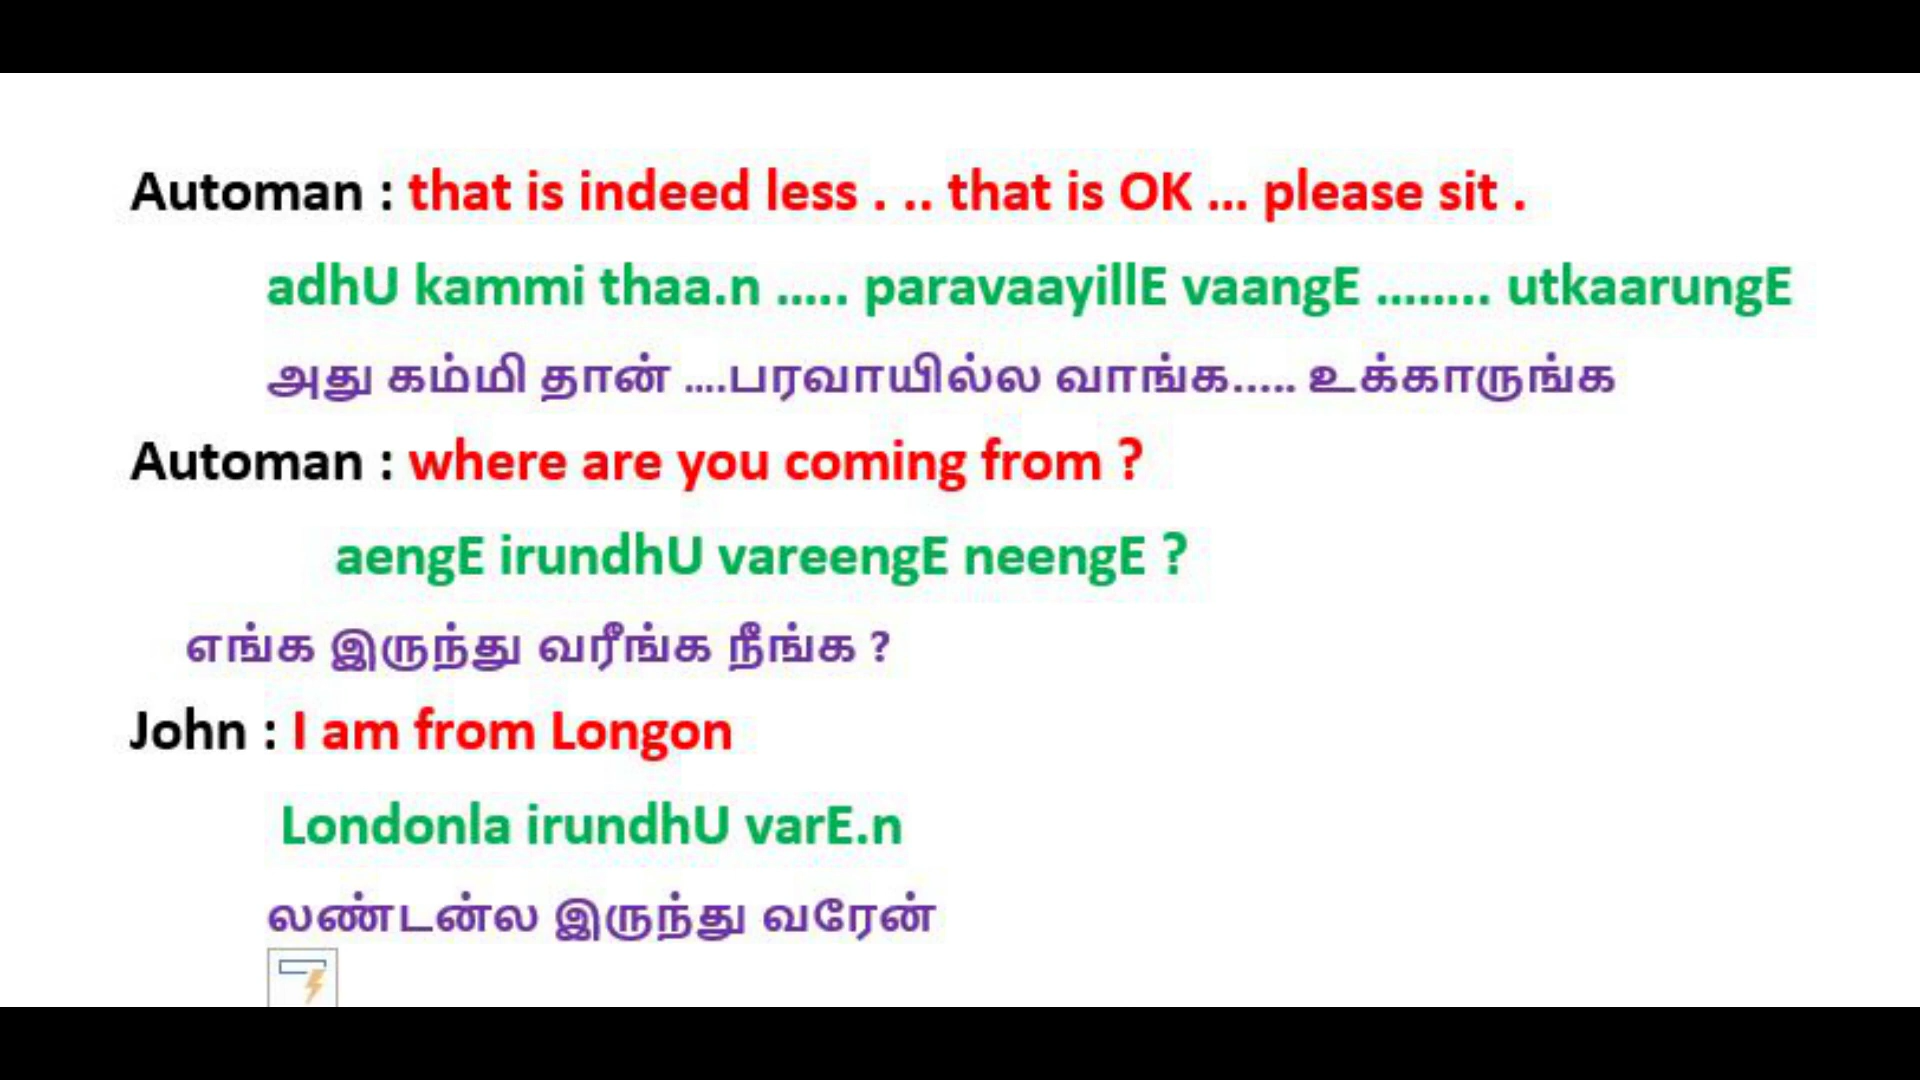 Automan : that is indeed less . .. that is OK ... please sit .
adhU kammi thaa.n ..... paravaayillE vaangE ........ utkaarungE
அது கம்மி தான் ....பரவாயில்ல வாங்க..... உக்காருங்க
Automan : where are you coming from ?
aengE irundhU vareengE neengE ?
எங்க இருந்து வரீங்க நீங்க ?
John : I am from Longon
Londonla irundhU varE.n
லண்டன்ல இருந்து வரேன்